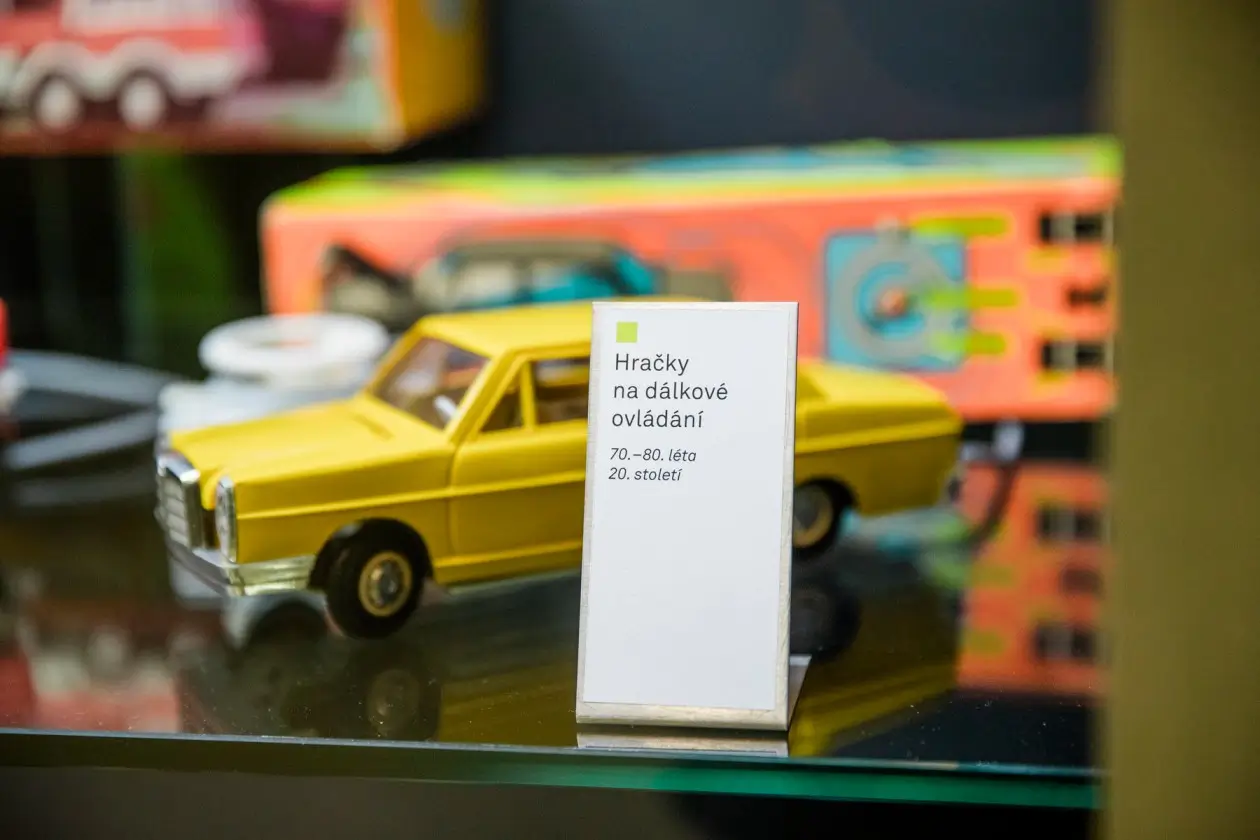 Hračky
na dálkové
ovládání
70.–80. léta
20. století